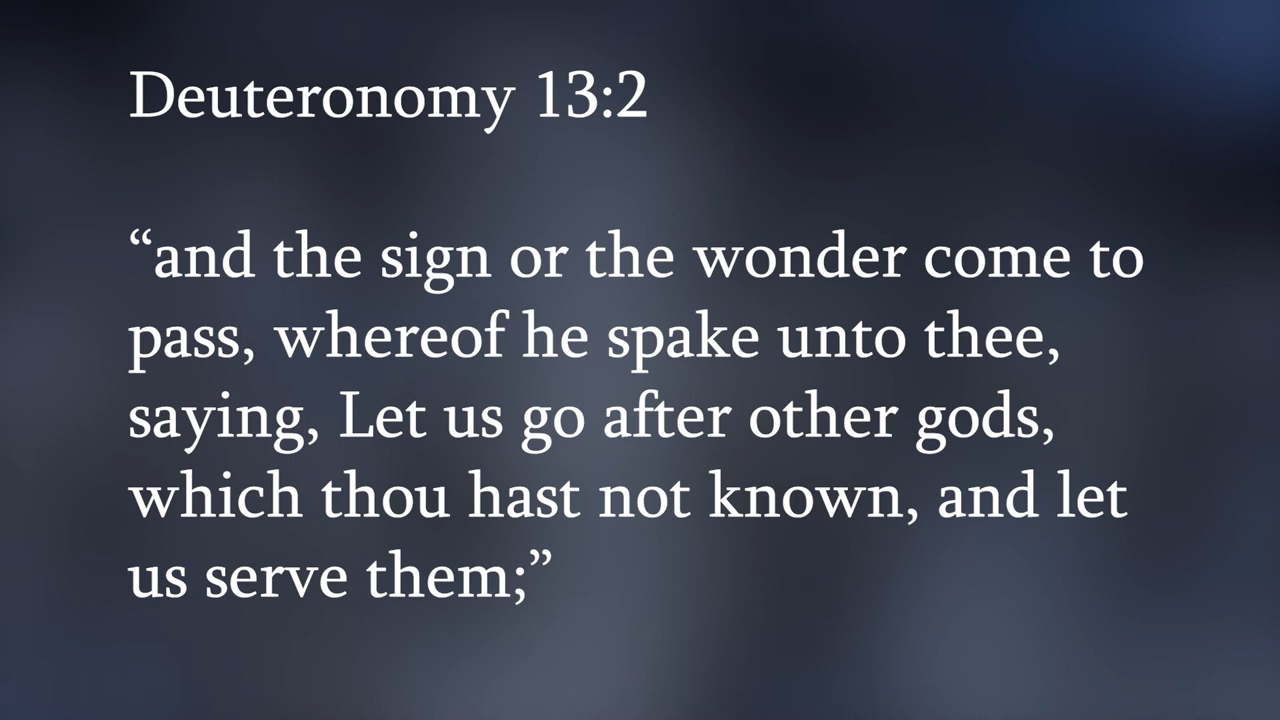 Deuteronomy 13:2
“and the sign or the wonder come to
pass, whereof he spake unto thee,
saying, Let us go after other gods,
which thou hast not known, and let
us serve them;”